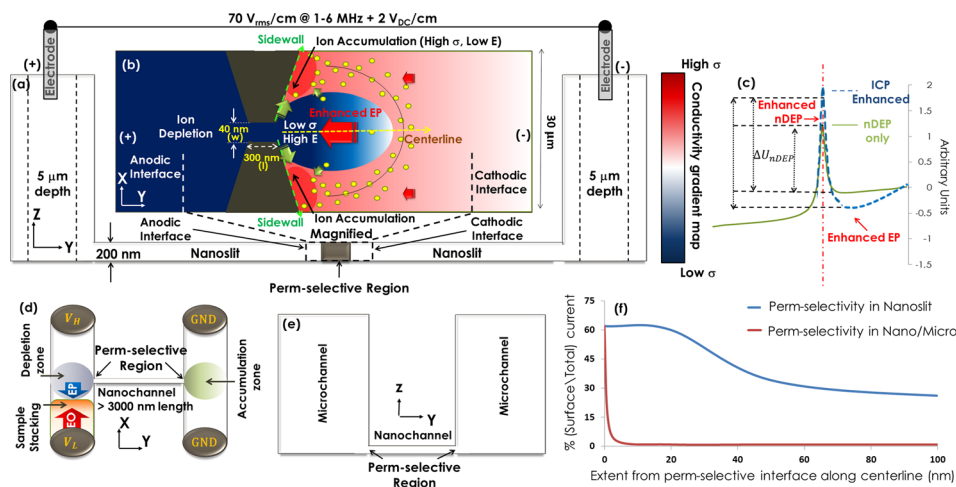 70 Vrms/cm @ 1-6 MHz + 2 VDC/cm
(+)
Electrode
(a)
(b)
Sidewall
Ion Accumulation
(High σ, Low E)
Ion
Depletion
(+)
40 nm
(w)
300 nm
(l)
Low σ
High E
Enhanced EP
Centerline
(-)
30 μm
Anodic
Interface
X
Y
Sidewall
Ion Accumulation
Cathodic
Interface
Magnified
5 μm
depth
Z
Y
Anodic
Interface
Cathodic
Interface
200 nm
Nanoslit
Nanoslit
Perm-selective Region
(-)
Electrode
5 μm
depth
High σ
Conductivity gradient map
Low σ
(c)
ICP
Enhanced
Enhanced
nDEP
nDEP
only
ΔUnDEP
Enhanced EP
2
1.5
1
0.5
0
-0.5
-1
-1.5
Arbitrary Units
(d)
VH
GND
Depletion
zone
Perm-selective
Region
EP
Nanochannel
> 3000 nm length
Accumulation
zone
Sample
Stacking
EO
X
Y
VL
GND
(e)
Microchannel
Microchannel
Z
Y
Nanochannel
Perm-selective
Region
(f)
Perm-selectivity in Nanoslit
Perm-selectivity in Nano/Micro
% (Surface\Total) current
75
60
45
30
15
0
0
20
40
60
80
100
Extent from perm-selective interface along centerline (nm)